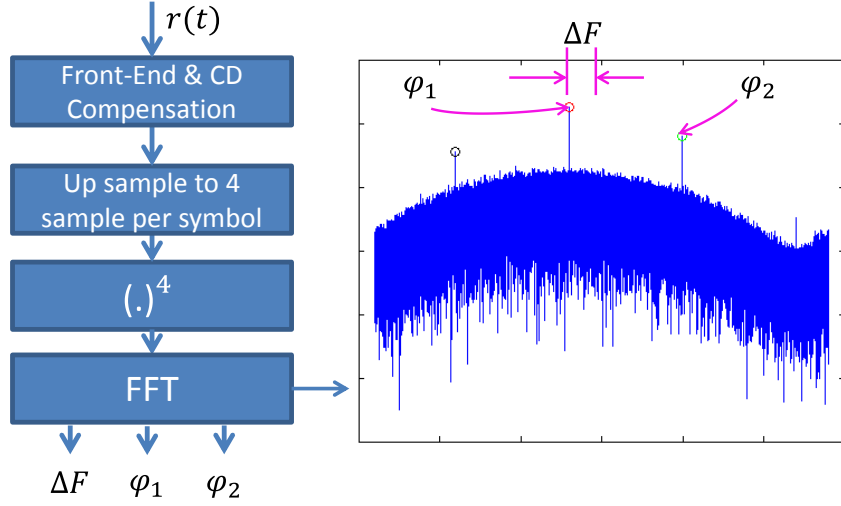 r(t)
Front-End & CD
Compensation
Up sample to 4
sample per symbol
(.)⁴
FFT
ΔF φ₁ φ₂
ΔF
φ₁
φ₂